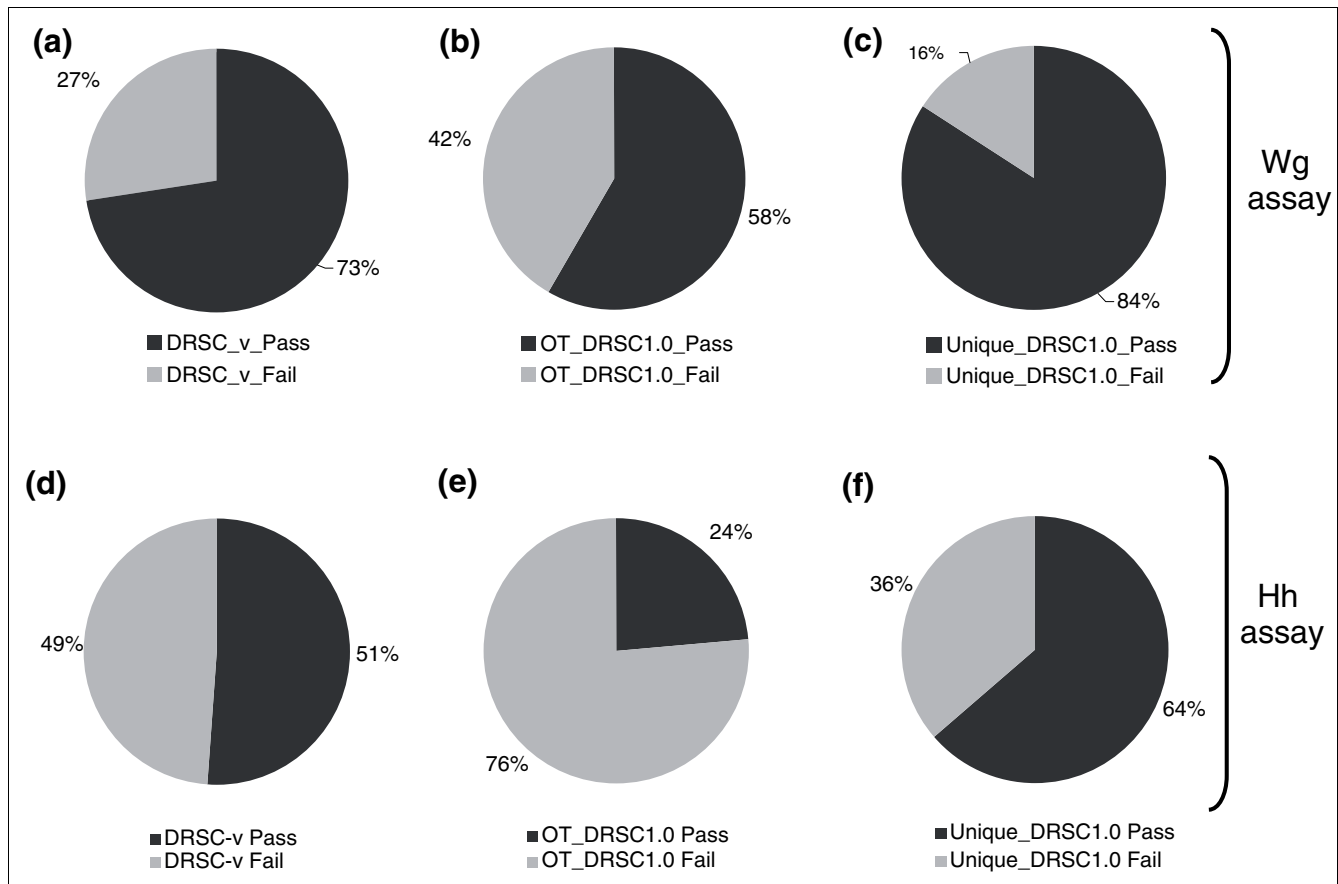 (a)
27%
73%
DRSC_v_Pass
DRSC_v_Fail
(b)
42%
58%
OT_DRSC1.0_Pass
OT_DRSC1.0_Fail
(c)
16%
84%
Unique_DRSC1.0_Pass
Unique_DRSC1.0_Fail
Wg
assay
(d)
49%
51%
DRSC-v Pass
DRSC-v Fail
(e)
24%
76%
OT_DRSC1.0 Pass
OT_DRSC1.0 Fail
(f)
36%
64%
Unique_DRSC1.0 Pass
Unique_DRSC1.0 Fail
Hh
assay